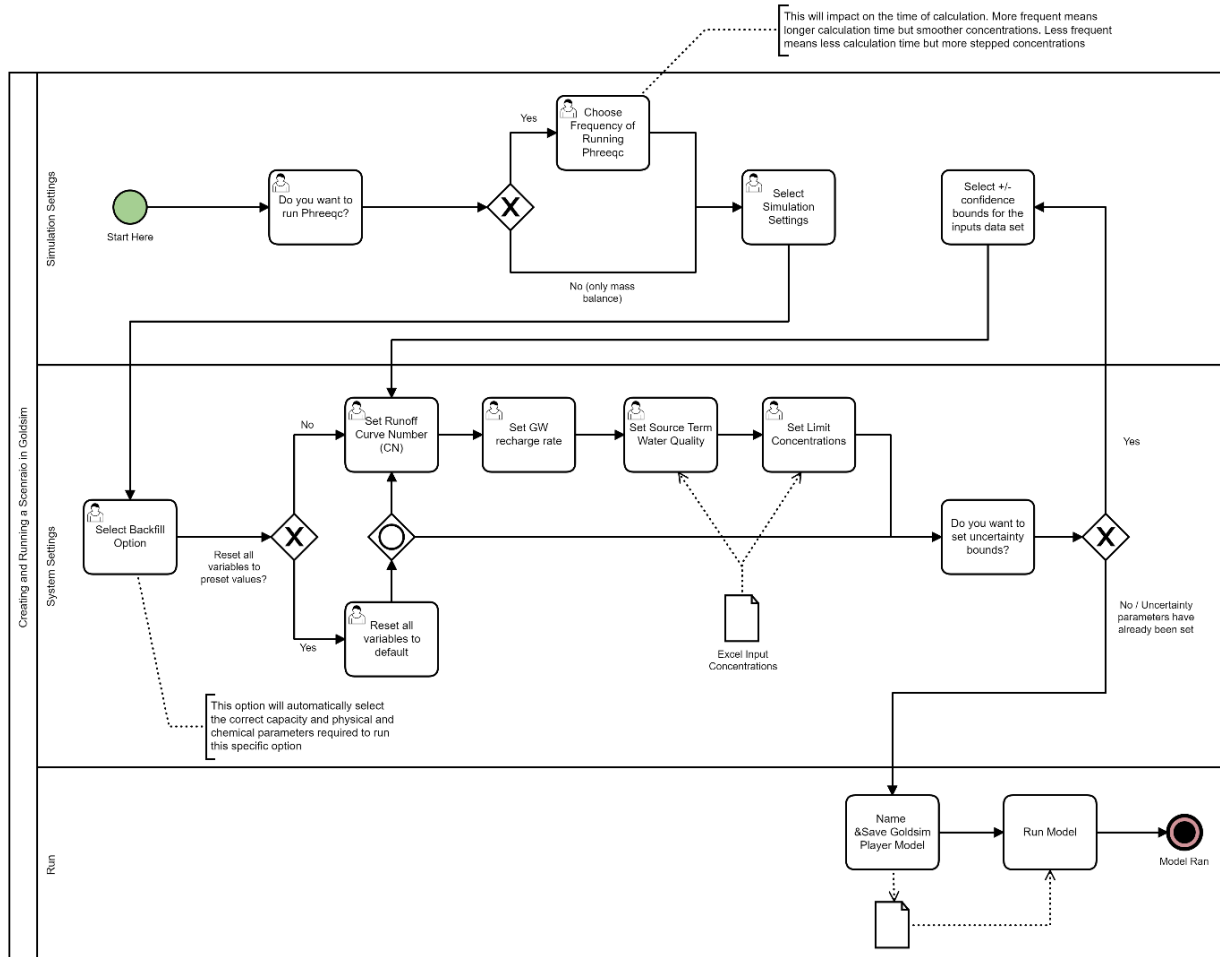 This will impact on the time of calculation. More frequent means
longer calculation time but smoother concentrations. Less frequent
means less calculation time but more stepped concentrations
Creating and Running a Scenraio in Goldsim
Simulation Settings
Start Here
Do you want to
run Phreeqc?
X
Yes
Choose
Frequency of
Running
Phreeqc
No (only mass
balance)
Select
Simulation
Settings
Select +/-
confidence
bounds for the
inputs data set
System Settings
Select Backfill
Option
Reset all
variables to
preset values?
X
No
Yes
Set Runoff
Curve Number
(CN)
Set GW
recharge rate
Set Source Term
Water Quality
Set Limit
Concentrations
Reset all
variables to
default
Excel Input
Concentrations
Do you want to
set uncertainty
bounds?
X
Yes
No / Uncertainty
parameters have
already been set
This option will automatically select
the correct capacity and physical and
chemical parameters required to run
this specific option
Run
Name
&Save Goldsim
Player Model
Run Model
Model Ran